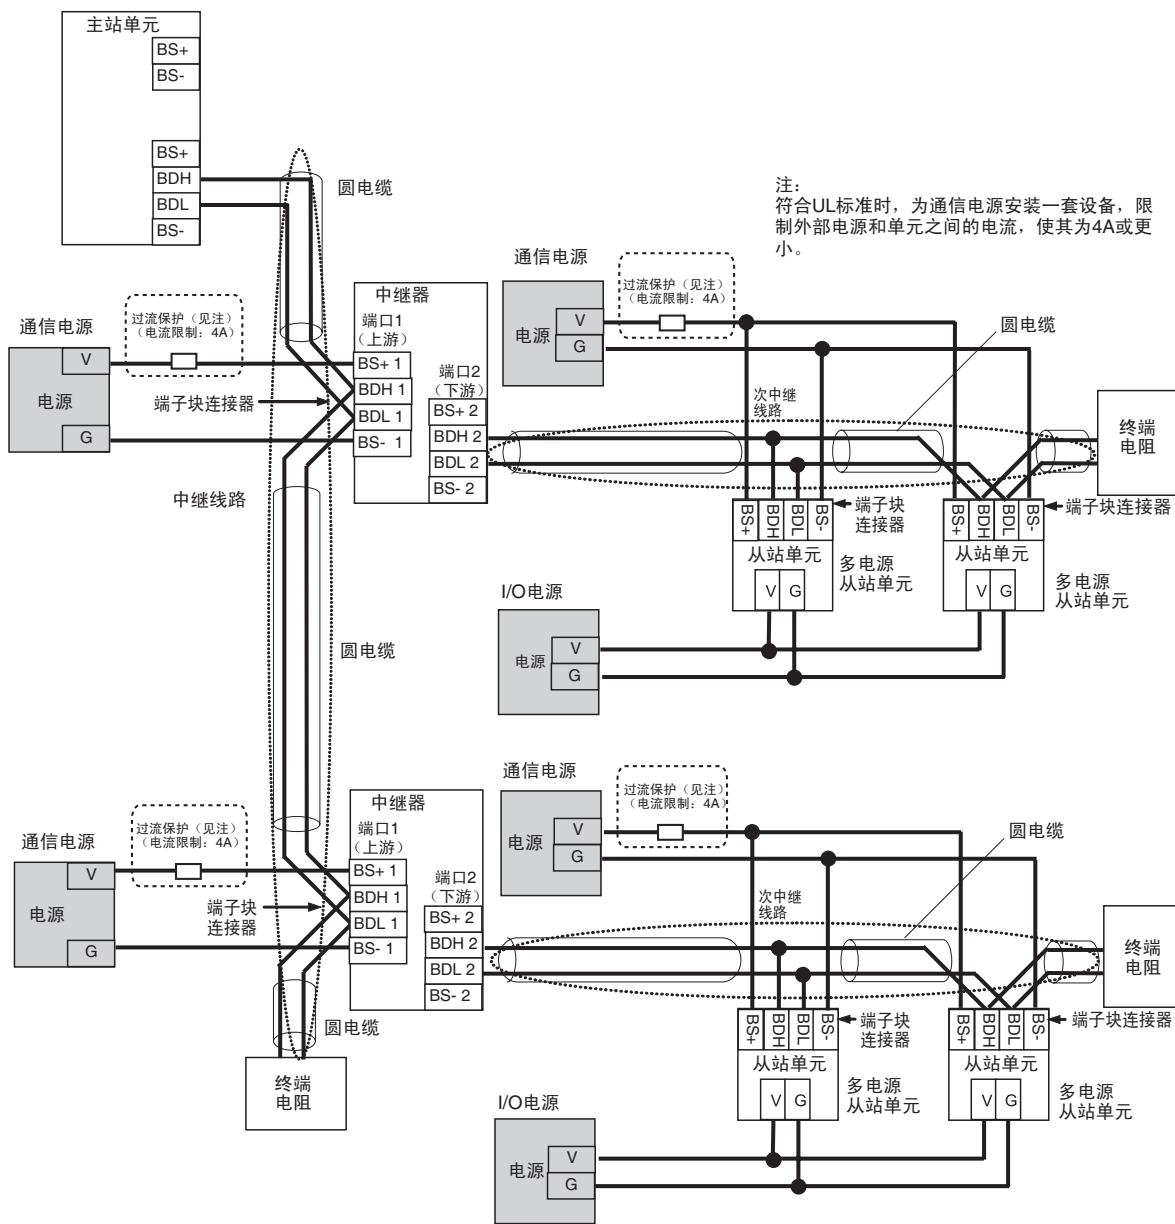 主站单元
BS+
BS-
BS+
BDH
BDL
BS-
圆电缆
注：
符合UL标准时，为通信电源安装一套设备，限
制外部电源和单元之间的电流，使其为4A或更
小。
通信电源
电源
V
G
过流保护（见注）
（电流限制：4A）
中继器
端口1
（上游）
BS+ 1
BDH 1
BDL 1
BS- 1
端口2
（下游）
BS+ 2
BDH 2
BDL 2
BS- 2
端子块连接器
中继线路
圆电缆
通信电源
电源
V
G
过流保护（见注）
（电流限制：4A）
圆电缆
次中继
线路
终端
电阻
BS+
BDH
BDL
BS-
从站单元
V
G
端子块
连接器
多电源
从站单元
BS+
BDH
BDL
BS-
从站单元
V
G
端子块连接器
多电源
从站单元
I/O电源
电源
V
G
通信电源
电源
V
G
过流保护（见注）
（电流限制：4A）
中继器
端口1
（上游）
BS+ 1
BDH 1
BDL 1
BS- 1
端口2
（下游）
BS+ 2
BDH 2
BDL 2
BS- 2
端子块
连接器
圆电缆
终端
电阻
通信电源
电源
V
G
过流保护（见注）
（电流限制：4A）
圆电缆
次中继
线路
终端
电阻
BS+
BDH
BDL
BS-
从站单元
V
G
端子块
连接器
多电源
从站单元
BS+
BDH
BDL
BS-
从站单元
V
G
端子块连接器
多电源
从站单元
I/O电源
电源
V
G